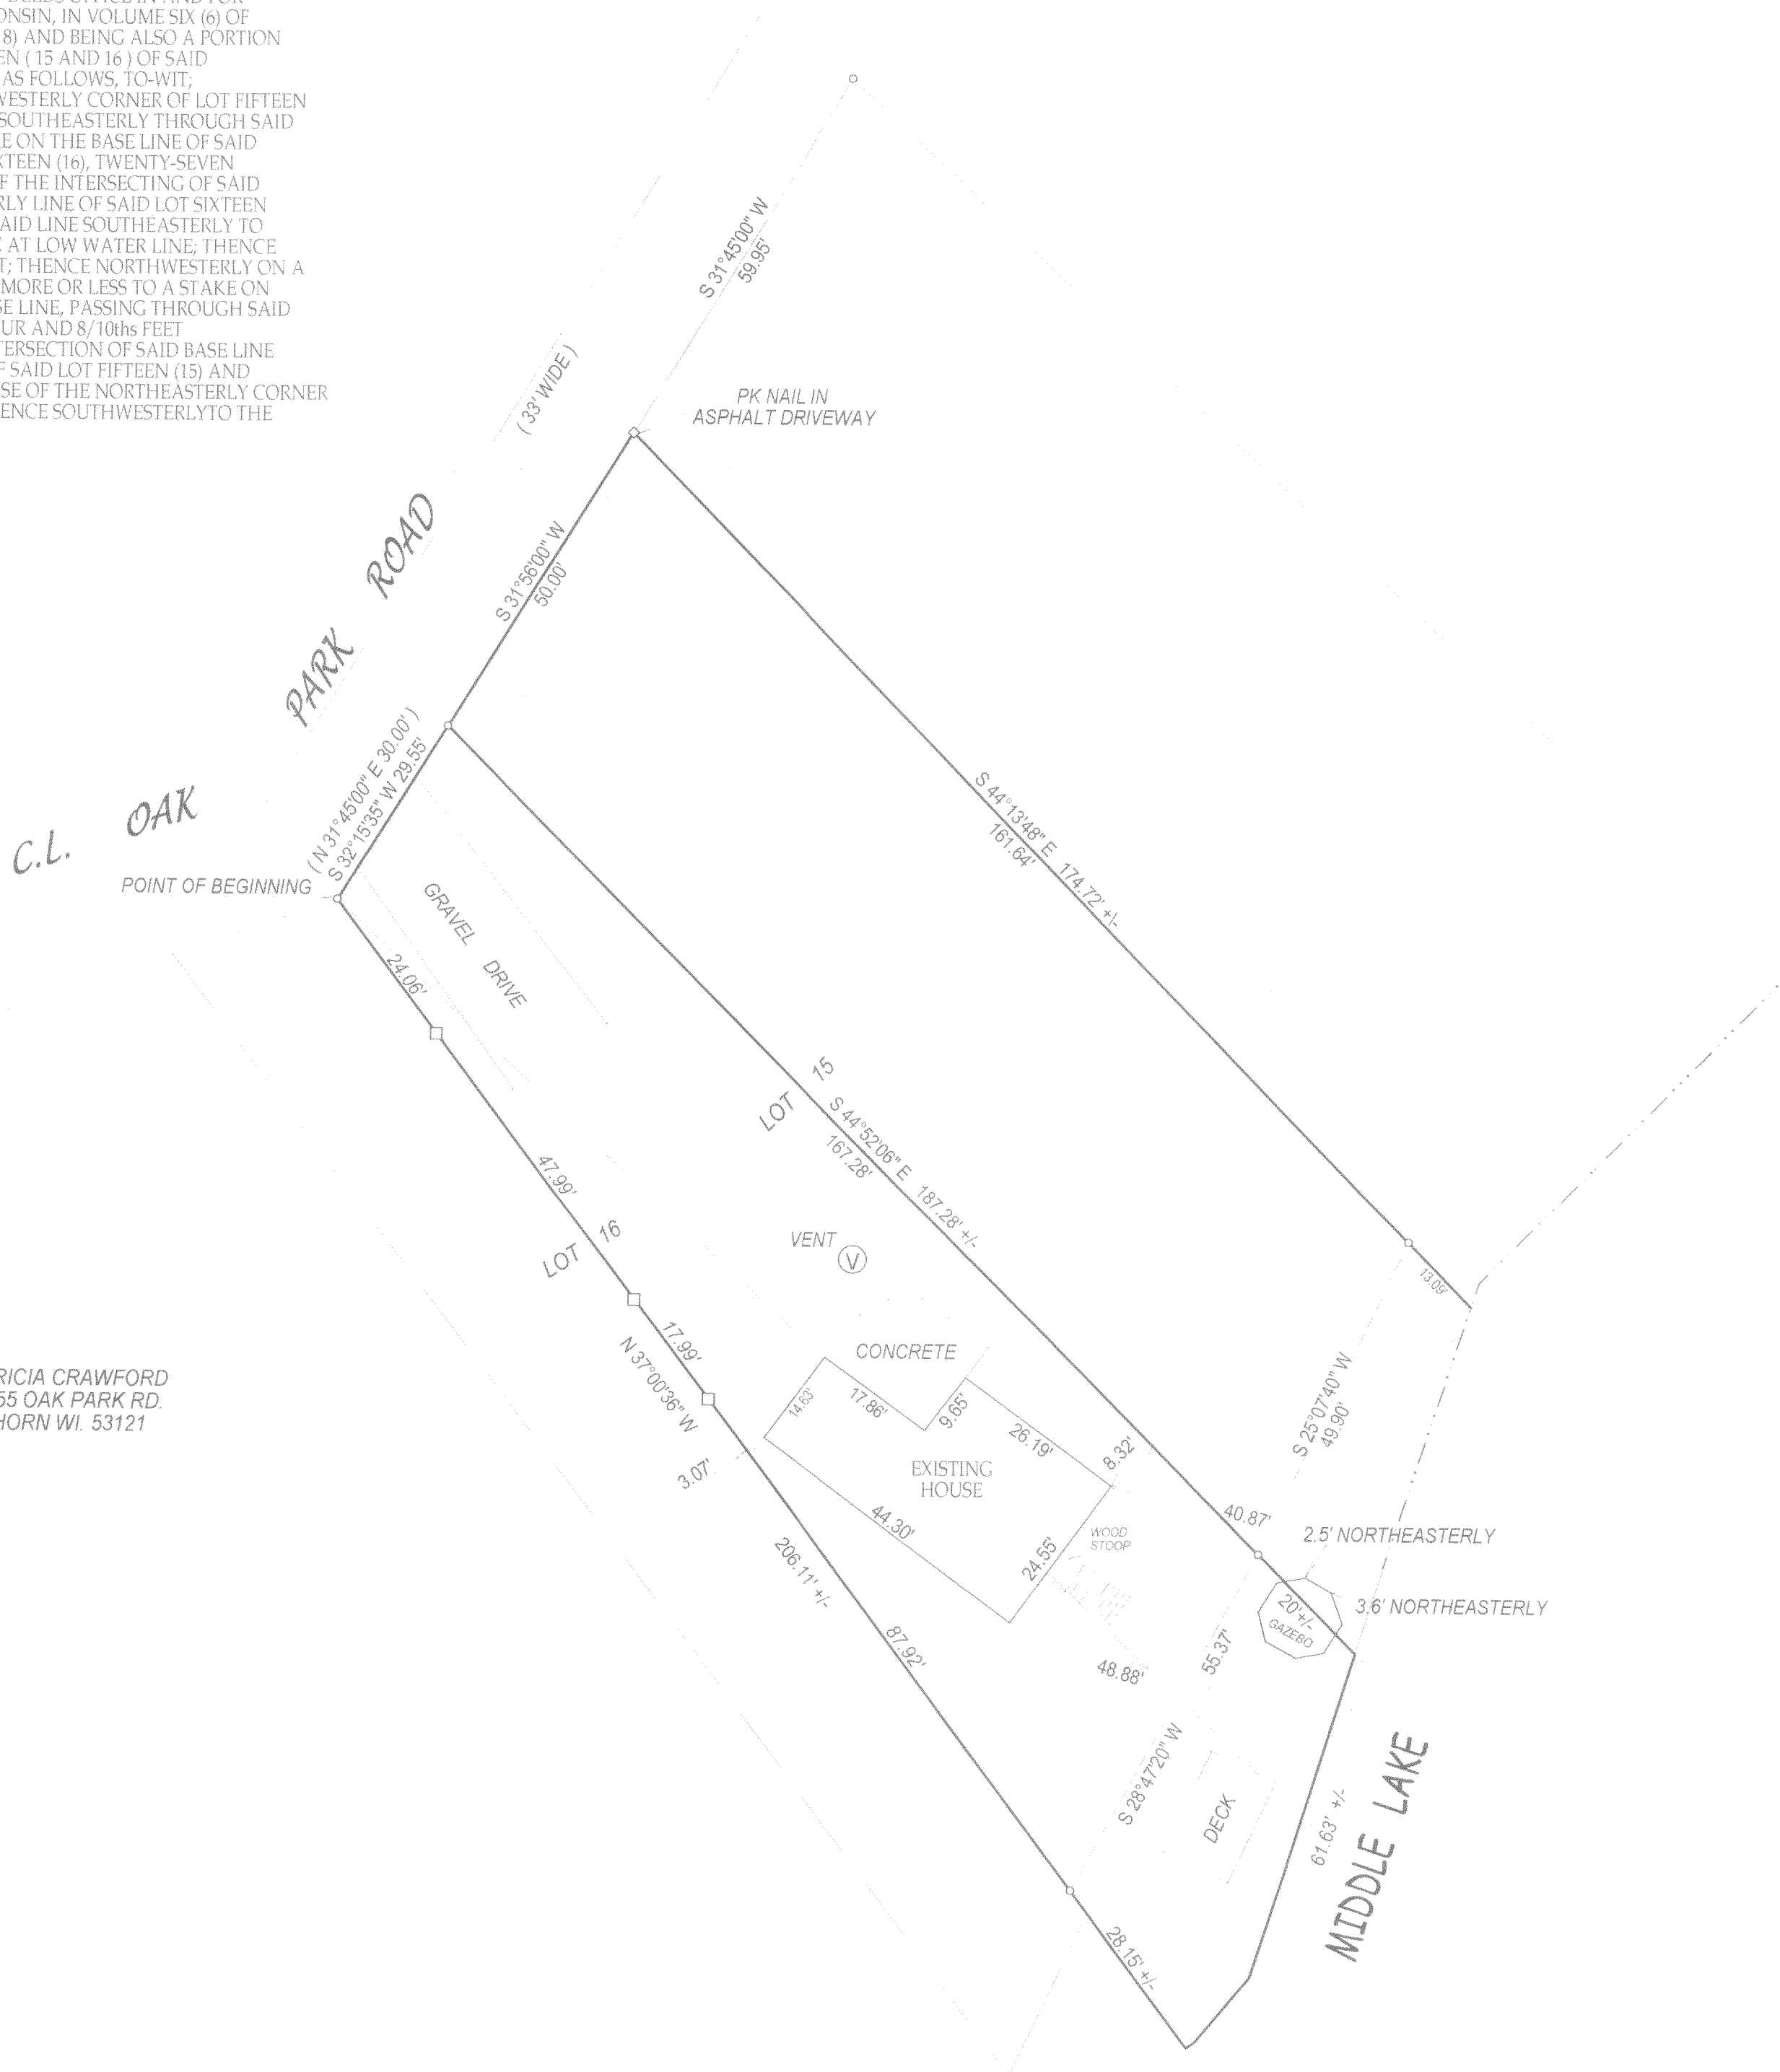 ONSIN, IN VOLUME SIX (6) OF
8) AND BEING ALSO A PORTION
EN ( 15 AND 16 ) OF SAID
AS FOLLOWS, TO-WIT;
WESTERLY CORNER OF LOT FIFTEEN
SOUTHEASTERLY THROUGH SAID
E ON THE BASE LINE OF SAID
XTEEN (16), TWENTY-SEVEN
F THE INTERSECTING OF SAID
RLY LINE OF SAID LOT SIXTEEN
AID LINE SOUTHEASTERLY TO
E AT LOW WATER LINE; THENCE
T; THENCE NORTHWESTERLY ON A
MORE OR LESS TO A STAKE ON
SE LINE, PASSING THROUGH SAID
UR AND 8/10ths FEET
TERSECTION OF SAID BASE LINE
F SAID LOT FIFTEEN (15) AND
SE OF THE NORTHEASTERLY CORNER
ENCE SOUTHWESTERLYTO THE
S 31°45'00" W
59.95'
( 33' WIDE )
PK NAIL IN
ASPHALT DRIVEWAY
S 31°56'00" W
50.00'
C.L. OAK PARK ROAD
( N 31°45'00" E 30.00' )
S 32°15'35" W 29.55'
POINT OF BEGINNING
GRAVEL DRIVE
24.06'
S 44°13'48" E 174.72' +/-
161.64'
LOT 15
S 44°52'06" E 187.28' +/-
167.28'
47.99'
LOT 16
VENT
V
13.09'
17.99'
N 37°00'36" W
CONCRETE
14.63'
17.86'
9.65'
26.19'
8.32'
S 25°07'40" W
49.90'
RICIA CRAWFORD
55 OAK PARK RD.
HORN WI. 53121
3.07'
EXISTING
HOUSE
44.30'
24.55'
WOOD
STOOP
40.87'
2.5' NORTHEASTERLY
206.11' +/-
20'+/-
GAZEBO
3.6' NORTHEASTERLY
87.92'
48.88'
55.37'
S 28°47'20" W
DECK
61.63' +/-
MIDDLE LAKE
28.15' +/-